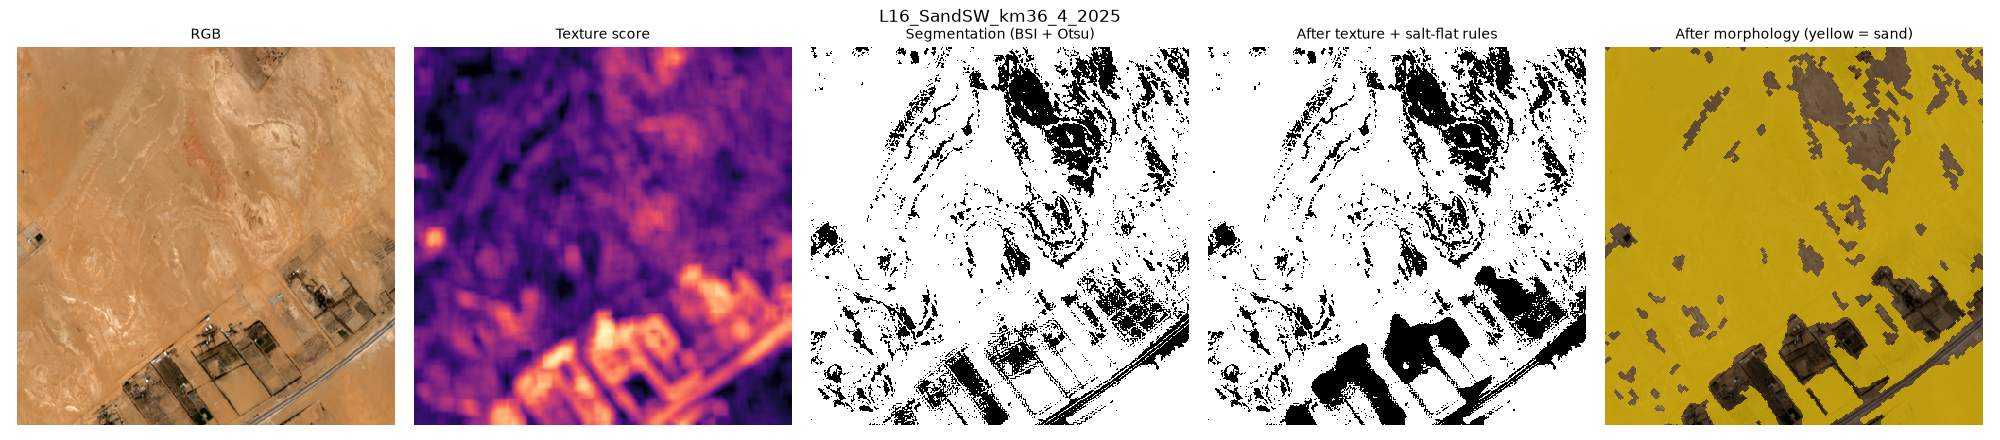 L16_SandSW_km36_4_2025
RGB
Texture score
Segmentation (BSI + Otsu)
After texture + salt-flat rules
After morphology (yellow = sand)